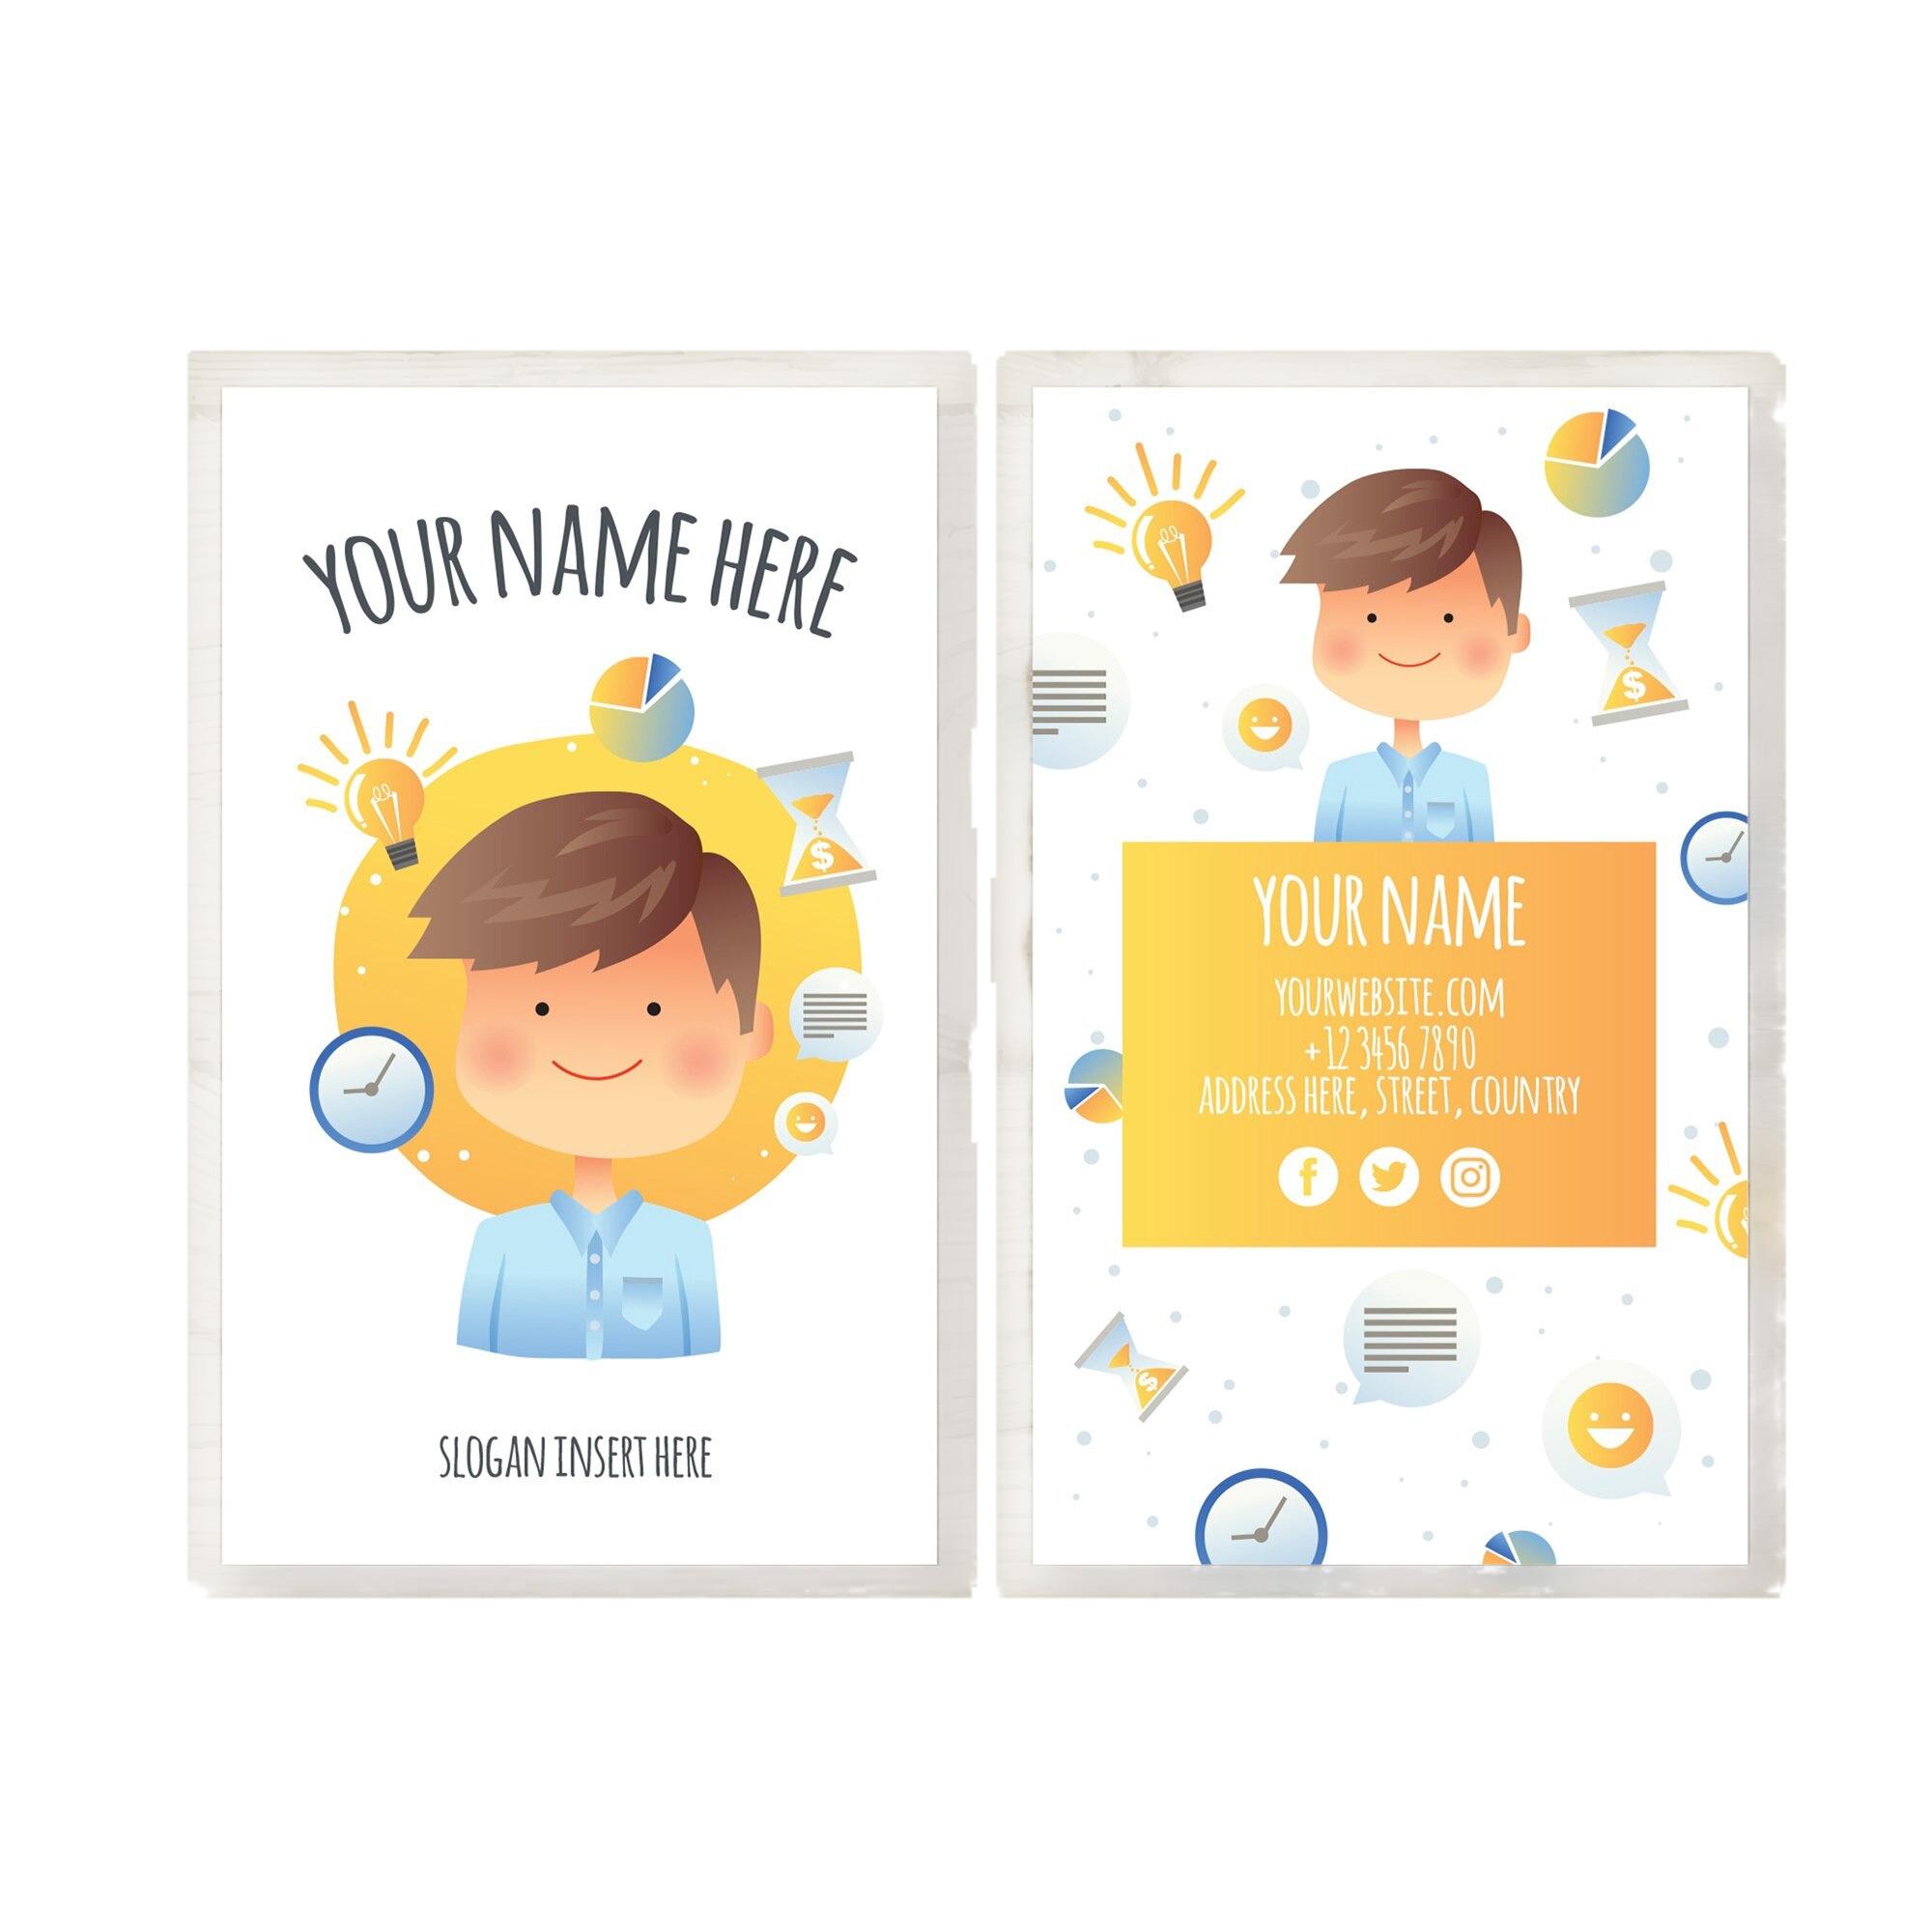 YOUR NAME HERE
$
SLOGAN INSERT HERE
$
YOUR NAME
YOURWEBSITE.COM
+12 3456 7890
ADDRESS HERE, STREET, COUNTRY
$